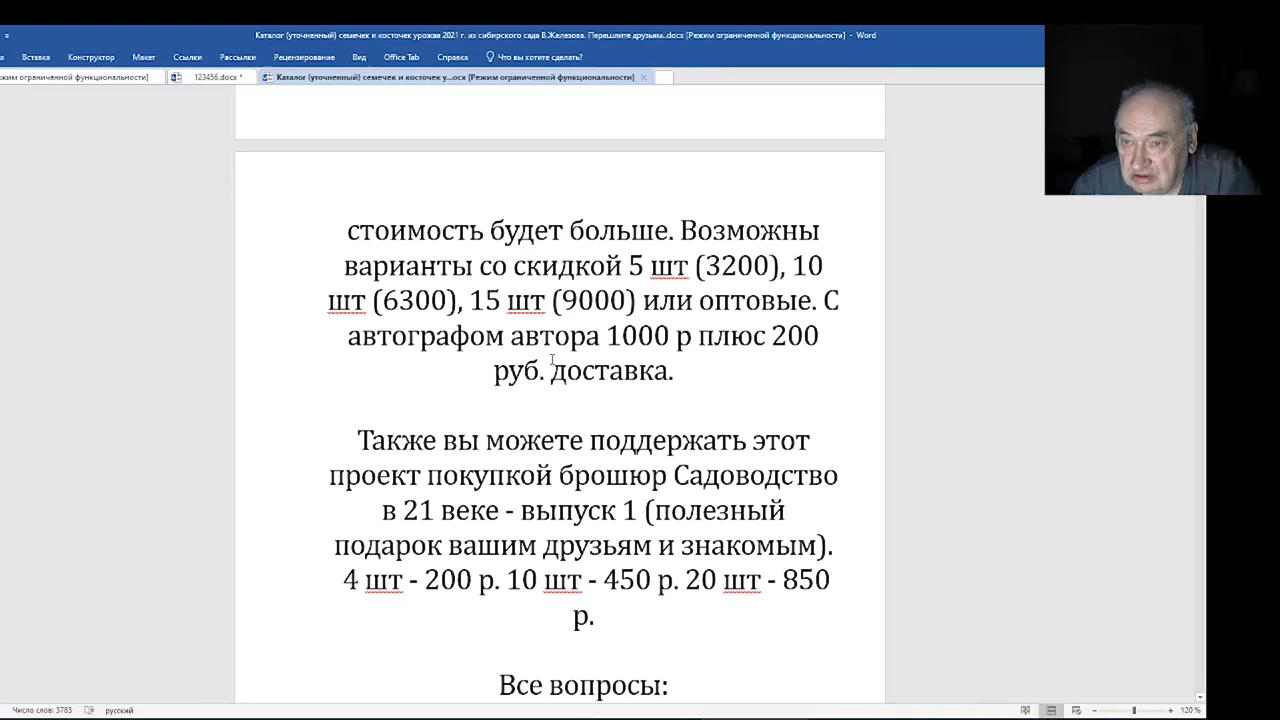 Каталог (уточненный) семечек и косточек урожая 2021 г. из сибирского сада В.Железова. Перешлите друзьям..docx [Режим ограниченной функциональности] - Word
Вставка Конструктор Макет Ссылки Рассылки Рецензирование Вид Office Tab Справка Что вы хотите сделать?
жим ограниченной функциональности] 123456.docx * Каталог (уточненный) семечек и косточек у...ocx [Режим ограниченной функциональности]
стоимость будет больше. Возможны
варианты со скидкой 5 шт (3200), 10
шт (6300), 15 шт (9000) или оптовые. С
автографом автора 1000 р плюс 200
руб. доставка.
Также вы можете поддержать этот
проект покупкой брошюр Садоводство
в 21 веке - выпуск 1 (полезный
подарок вашим друзьям и знакомым).
4 шт - 200 р. 10 шт - 450 р. 20 шт - 850
р.
Все вопросы:
Число слов: 3783 русский 120 %